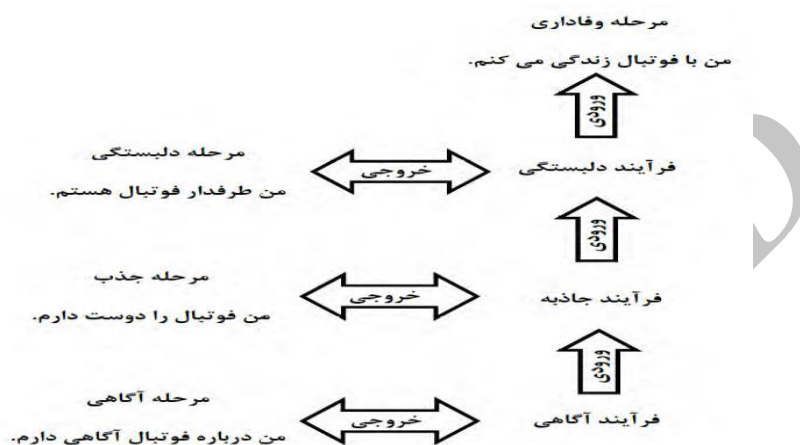 مرحله وفاداری
من با فوتبال زندگی می کنم.
ورودی
فرآیند دلبستگی
خروجی
مرحله دلبستگی
من طرفدار فوتبال هستم.
ورودی
فرآیند جاذبه
خروجی
مرحله جذب
من فوتبال را دوست دارم.
ورودی
فرآیند آگاهی
خروجی
مرحله آگاهی
من درباره فوتبال آگاهی دارم.